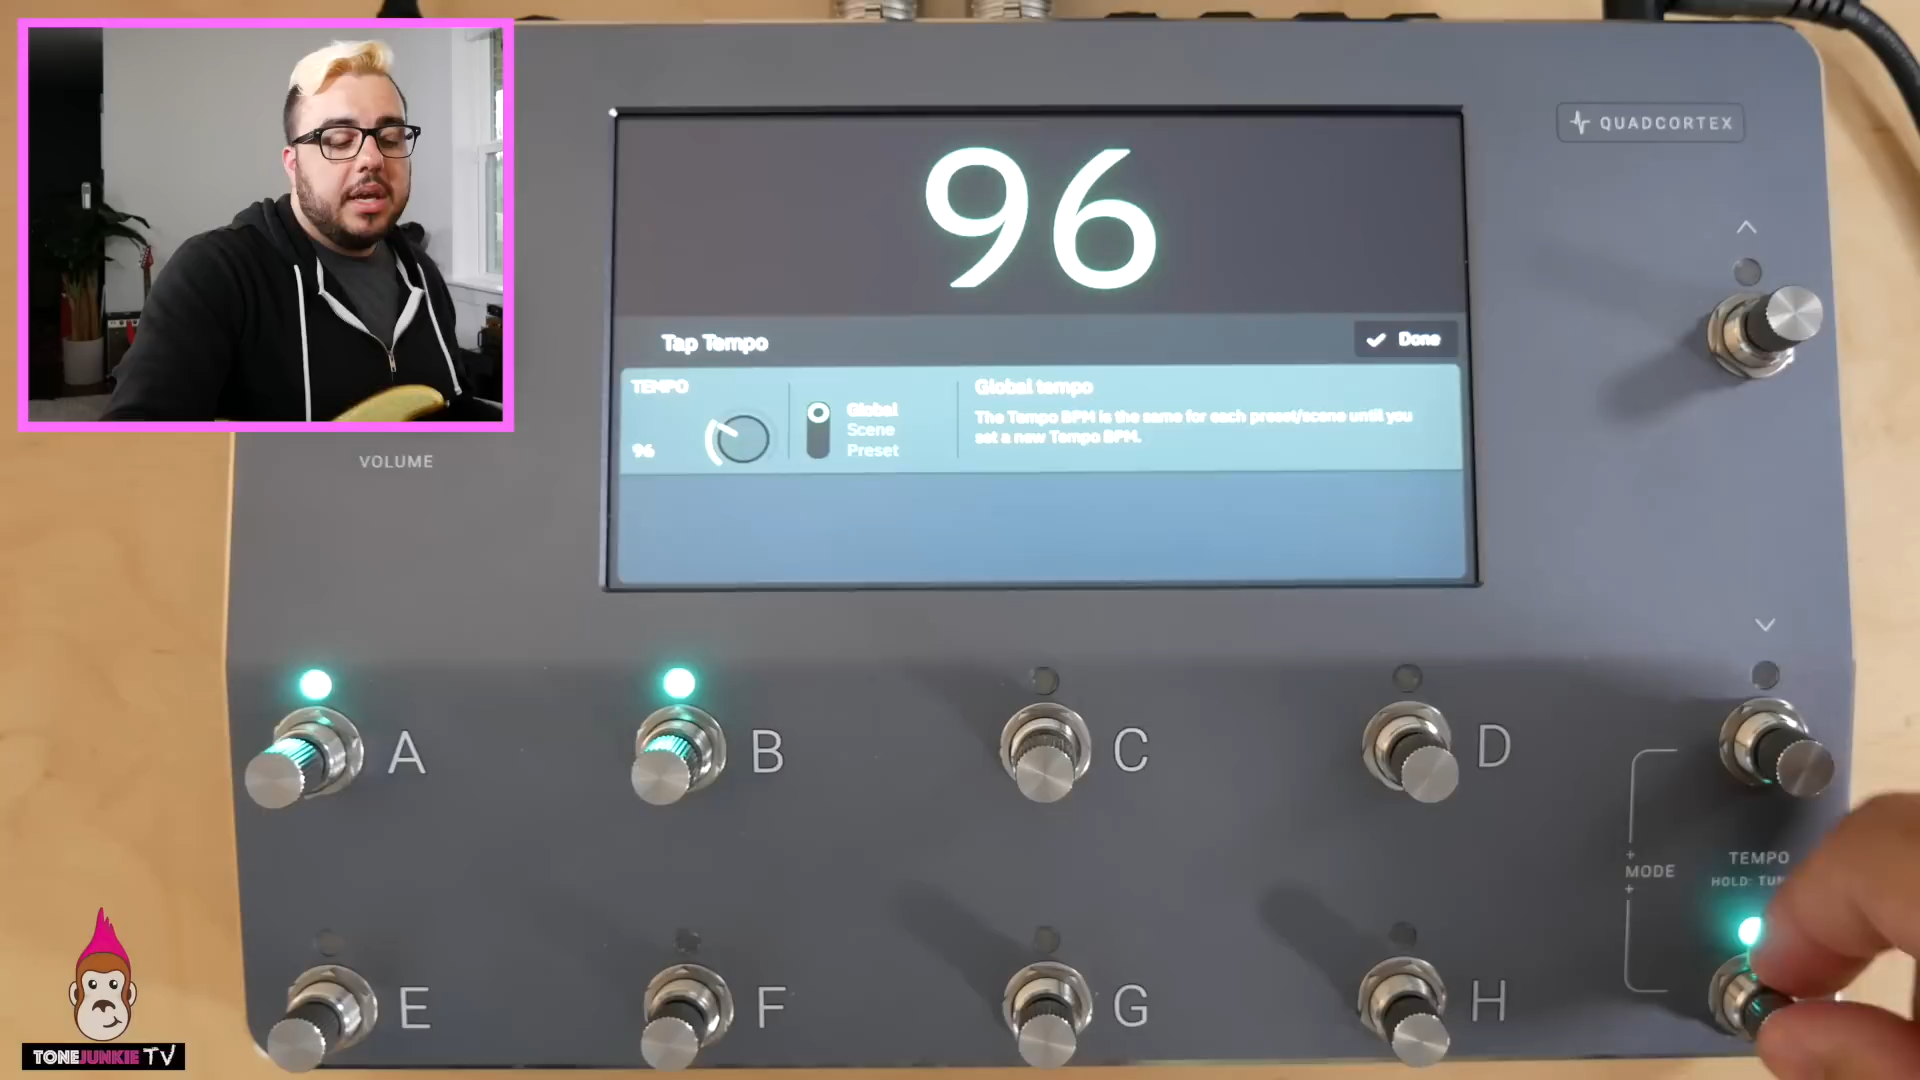 QUADCORTEX
96
Tap Tempo
Done
TEMPO
96
Global
Scene
Preset
Global tempo
The Tempo BPM is the same for each preset/scene until you
set a new Tempo BPM.
VOLUME
A
B
C
D
MODE
TEMPO
HOLD:
E
F
G
H
TONEJUNKIE TV